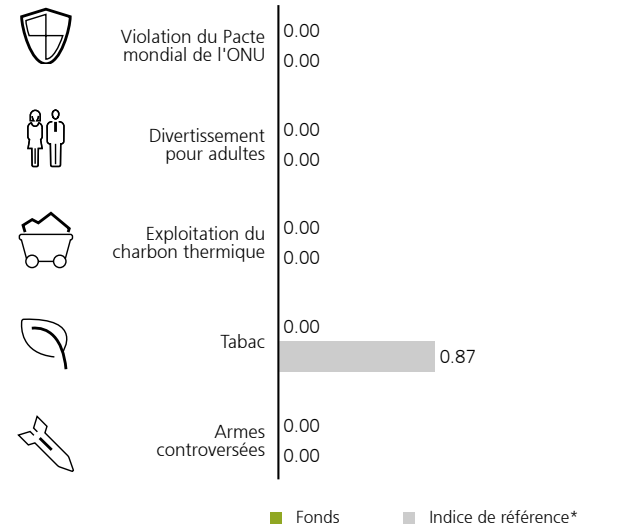 Violation du Pacte
mondial de l'ONU
0.00
0.00
Divertissement
pour adultes
0.00
0.00
Exploitation du
charbon thermique
0.00
0.00
Tabac
0.00
0.87
Armes
controversées
0.00
0.00
Fonds
Indice de référence*